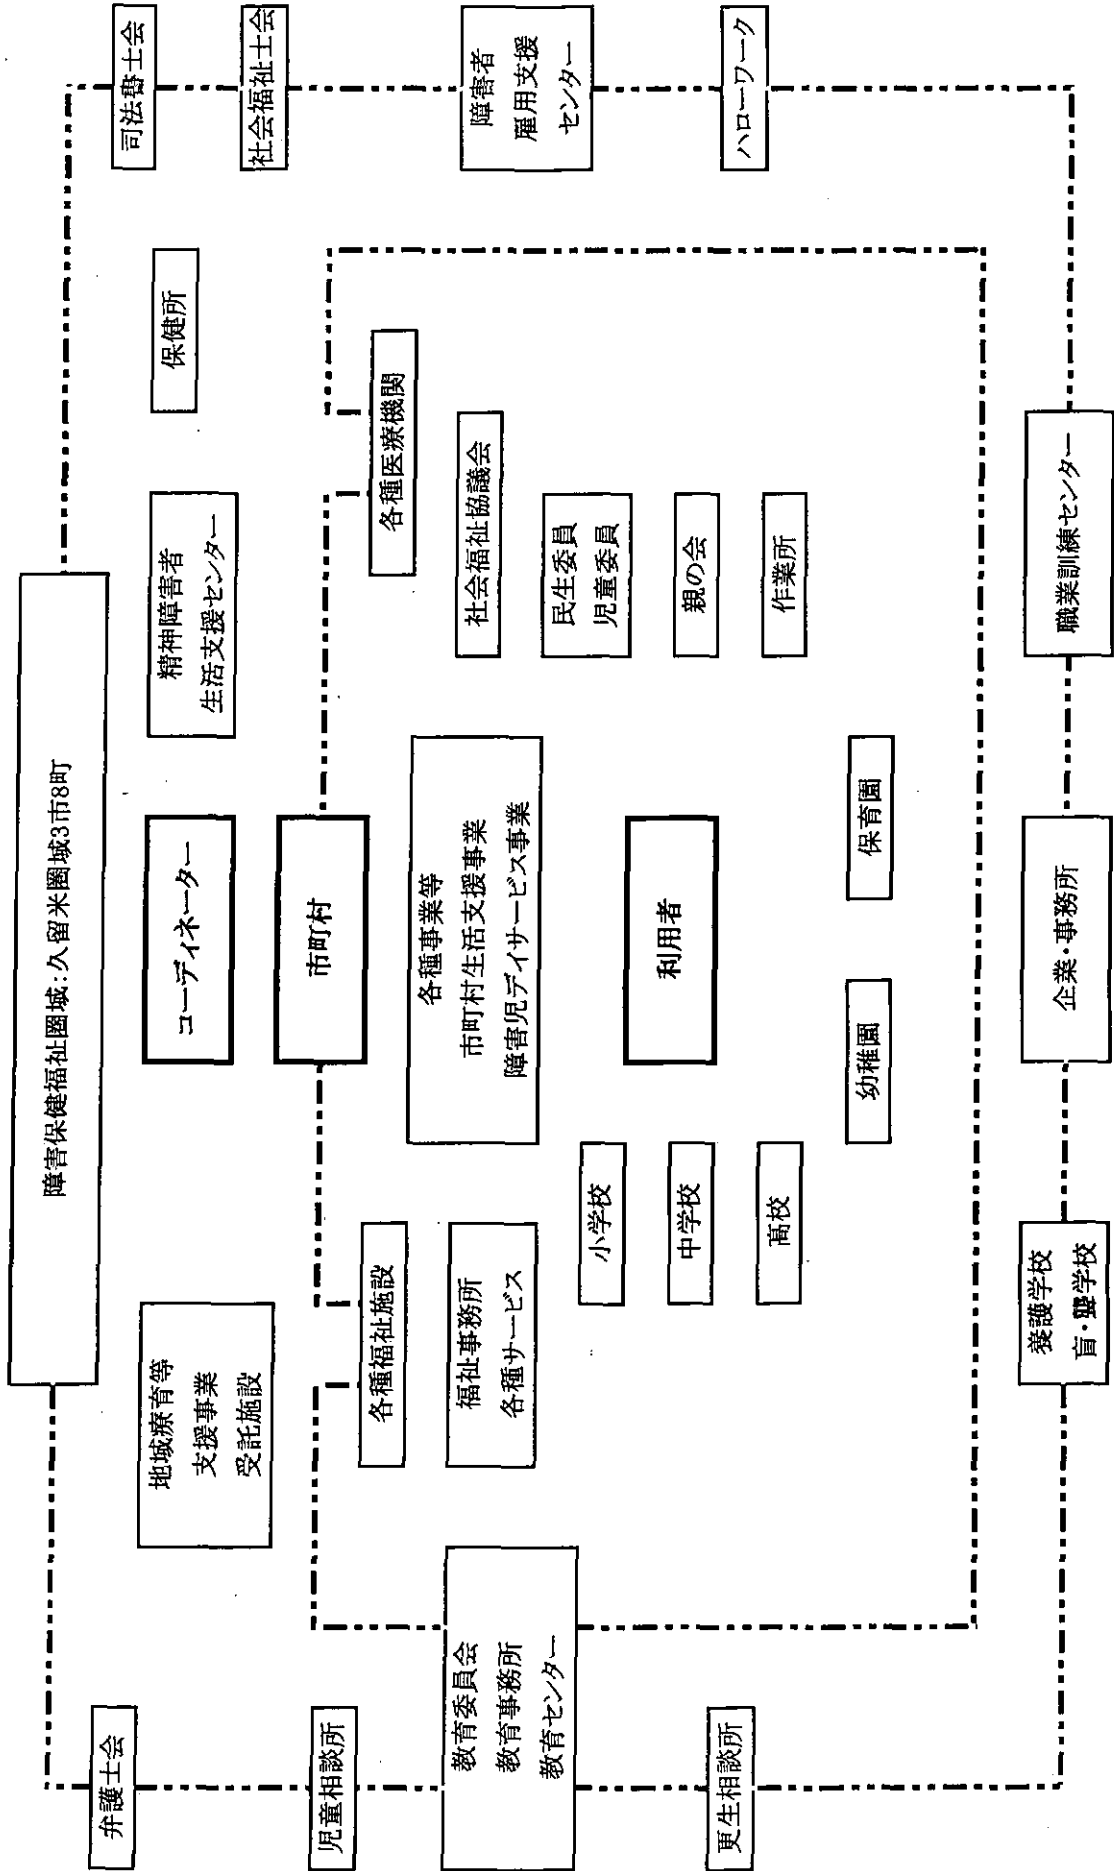 障害保健福祉圏域：久留米圏域3市8町
弁護士会
司法書士会
地域療育等
支援事業
受託施設
コーディネーター
精神障害者
生活支援センター
保健所
社会福祉士会
児童相談所
市町村
各種福祉施設
各種医療機関
教育委員会
教育事務所
教育センター
福祉事務所
各種サービス
各種事業等
市町村生活支援事業
障害児デイサービス事業
社会福祉協議会
障害者
雇用支援
センター
小学校
民生委員
児童委員
中学校
利用者
親の会
更生相談所
高校
作業所
ハローワーク
幼稚園
保育園
養護学校
盲・聾学校
企業・事務所
職業訓練センター